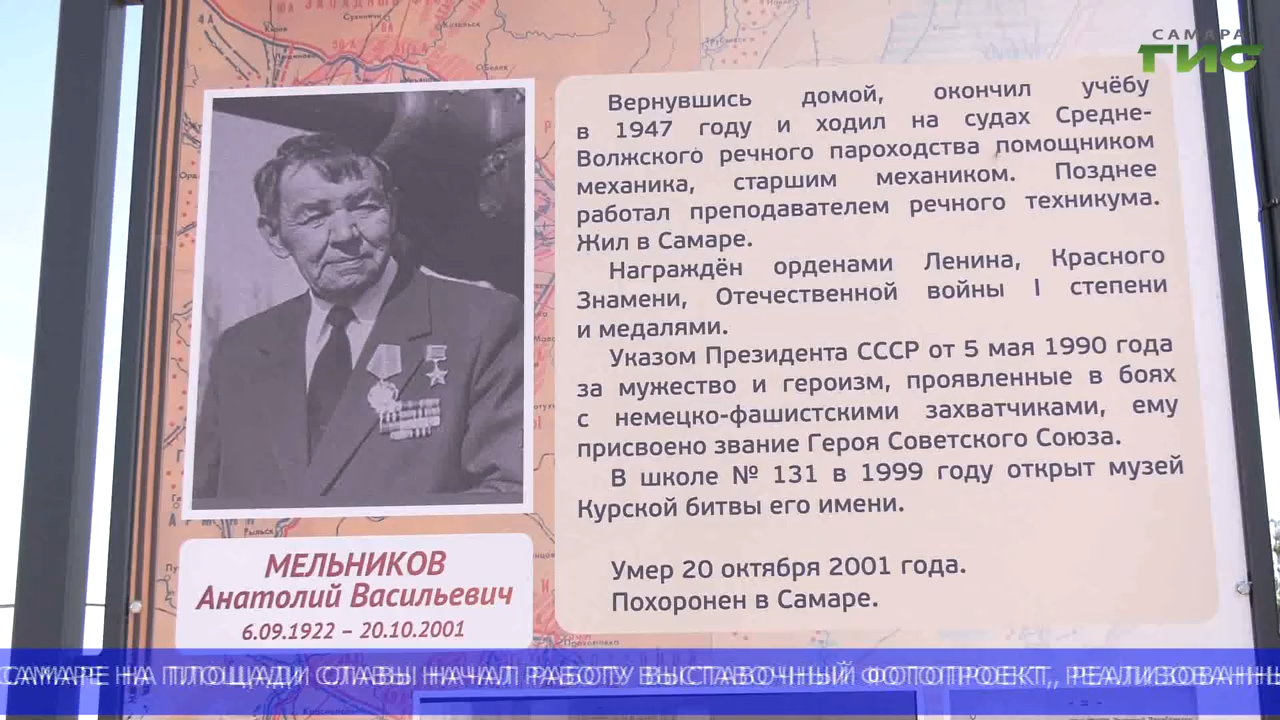 САМАРА
ГИС
Вернувшись домой, окончил учёбу
в 1947 году и ходил на судах Средне-
Волжского речного пароходства помощником
механика, старшим механиком. Позднее
работал преподавателем речного техникума.
Жил в Самаре.
Награждён орденами Ленина, Красного
Знамени, Отечественной войны I степени
и медалями.
Указом Президента СССР от 5 мая 1990 года
за мужество и героизм, проявленные в боях
с немецко-фашистскими захватчиками, ему
присвоено звание Героя Советского Союза.
В школе № 131 в 1999 году открыт музей
Курской битвы его имени.
Умер 20 октября 2001 года.
Похоронен в Самаре.
МЕЛЬНИКОВ
Анатолий Васильевич
6.09.1922 – 20.10.2001
САМАРЕ НА ПЛОЩАДИ СЛАВЫ НАЧАЛ РАБОТУ ВЫСТАВОЧНЫЙ ФОТОПРОЕКТ, РЕАЛИЗОВАНН